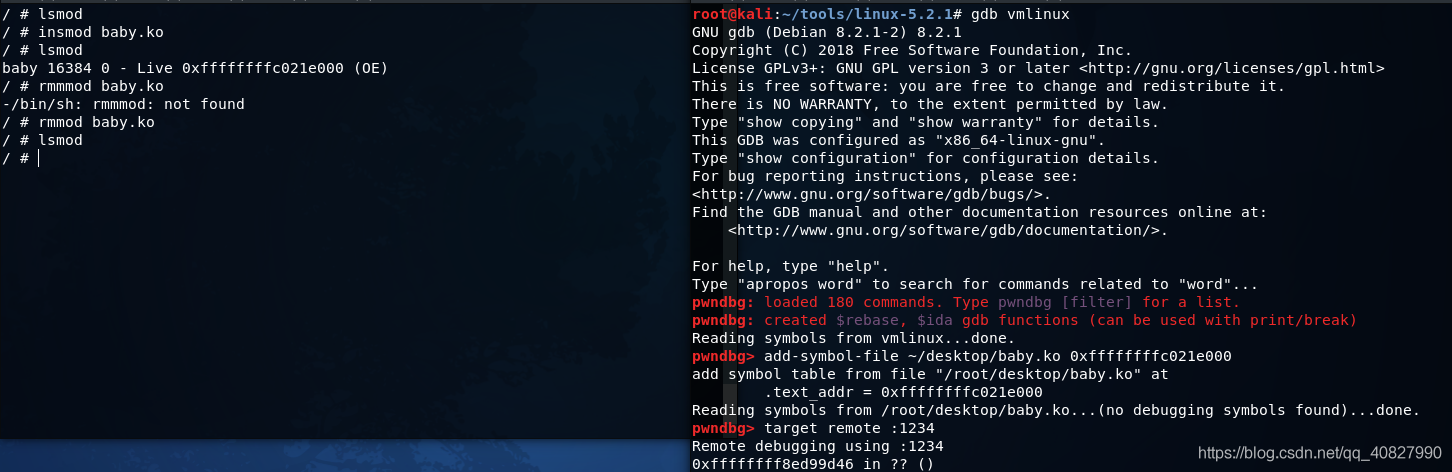 / # lsmod
/ # insmod baby.ko
/ # lsmod
baby 16384 0 - Live 0xffffffffc021e000 (OE)
/ # rmmmod baby.ko
-/bin/sh: rmmmod: not found
/ # rmmod baby.ko
/ # lsmod
/ #
root@kali:~/tools/linux-5.2.1# gdb vmlinux
GNU gdb (Debian 8.2.1-2) 8.2.1
Copyright (C) 2018 Free Software Foundation, Inc.
License GPLv3+: GNU GPL version 3 or later <http://gnu.org/licenses/gpl.html>
This is free software: you are free to change and redistribute it.
There is NO WARRANTY, to the extent permitted by law.
Type "show copying" and "show warranty" for details.
This GDB was configured as "x86_64-linux-gnu".
Type "show configuration" for configuration details.
For bug reporting instructions, please see:
<http://www.gnu.org/software/gdb/bugs/>.
Find the GDB manual and other documentation resources online at:
    <http://www.gnu.org/software/gdb/documentation/>.

For help, type "help".
Type "apropos word" to search for commands related to "word"...
pwndbg: loaded 180 commands. Type pwndbg [filter] for a list.
pwndbg: created $rebase, $ida gdb functions (can be used with print/break)
Reading symbols from vmlinux...done.
pwndbg> add-symbol-file ~/desktop/baby.ko 0xffffffffc021e000
add symbol table from file "/root/desktop/baby.ko" at
        .text_addr = 0xffffffffc021e000
Reading symbols from /root/desktop/baby.ko...(no debugging symbols found)...done.
pwndbg> target remote :1234
Remote debugging using :1234
0xffffffff8ed99d46 in ?? ()
https://blog.csdn.net/qq_40827990